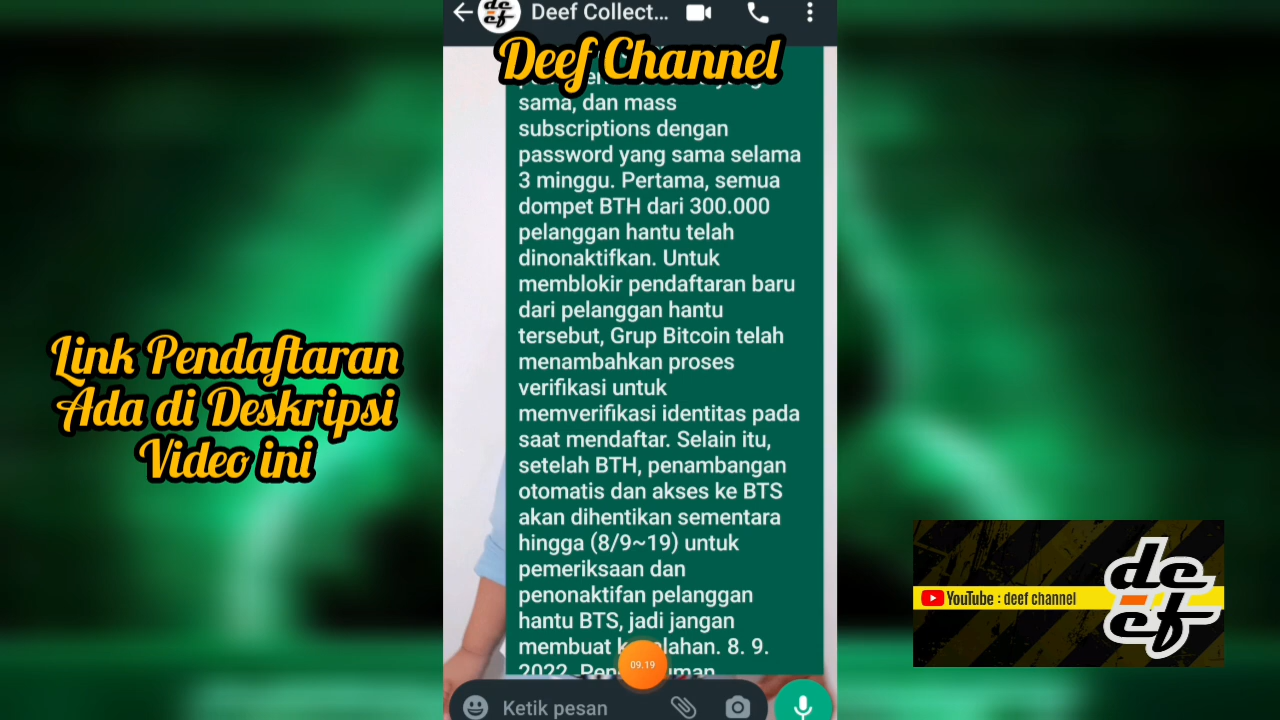 Deef Collect...
Deef Channel
sama, dan mass
subscriptions dengan
password yang sama selama
3 minggu. Pertama, semua
dompet BTH dari 300.000
pelanggan hantu telah
dinonaktifkan. Untuk
memblokir pendaftaran baru
dari pelanggan hantu
tersebut, Grup Bitcoin telah
menambahkan proses
verifikasi untuk
memverifikasi identitas pada
saat mendaftar. Selain itu,
setelah BTH, penambangan
otomatis dan akses ke BTS
akan dihentikan sementara
hingga (8/9~19) untuk
pemeriksaan dan
penonaktifan pelanggan
hantu BTS, jadi jangan
membuat 8. 9.
2022.
09.19
Ketik pesan
Link Pendaftaran
Ada di Deskripsi
Video ini
YouTube : deef channel
deef